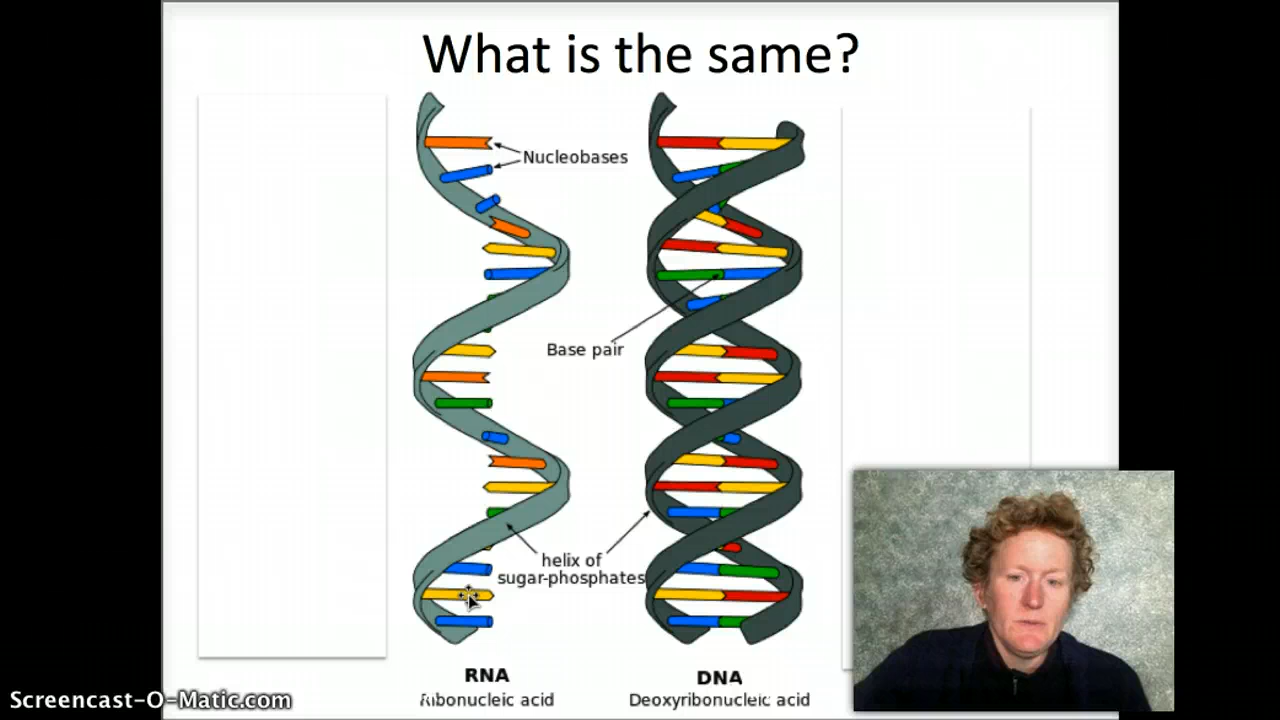 What is the same?
Nucleobases
Base pair
helix of
sugar-phosphates
RNA
Ribonucleic acid
DNA
Deoxyribonucleic acid
Screencast-O-Matic.com